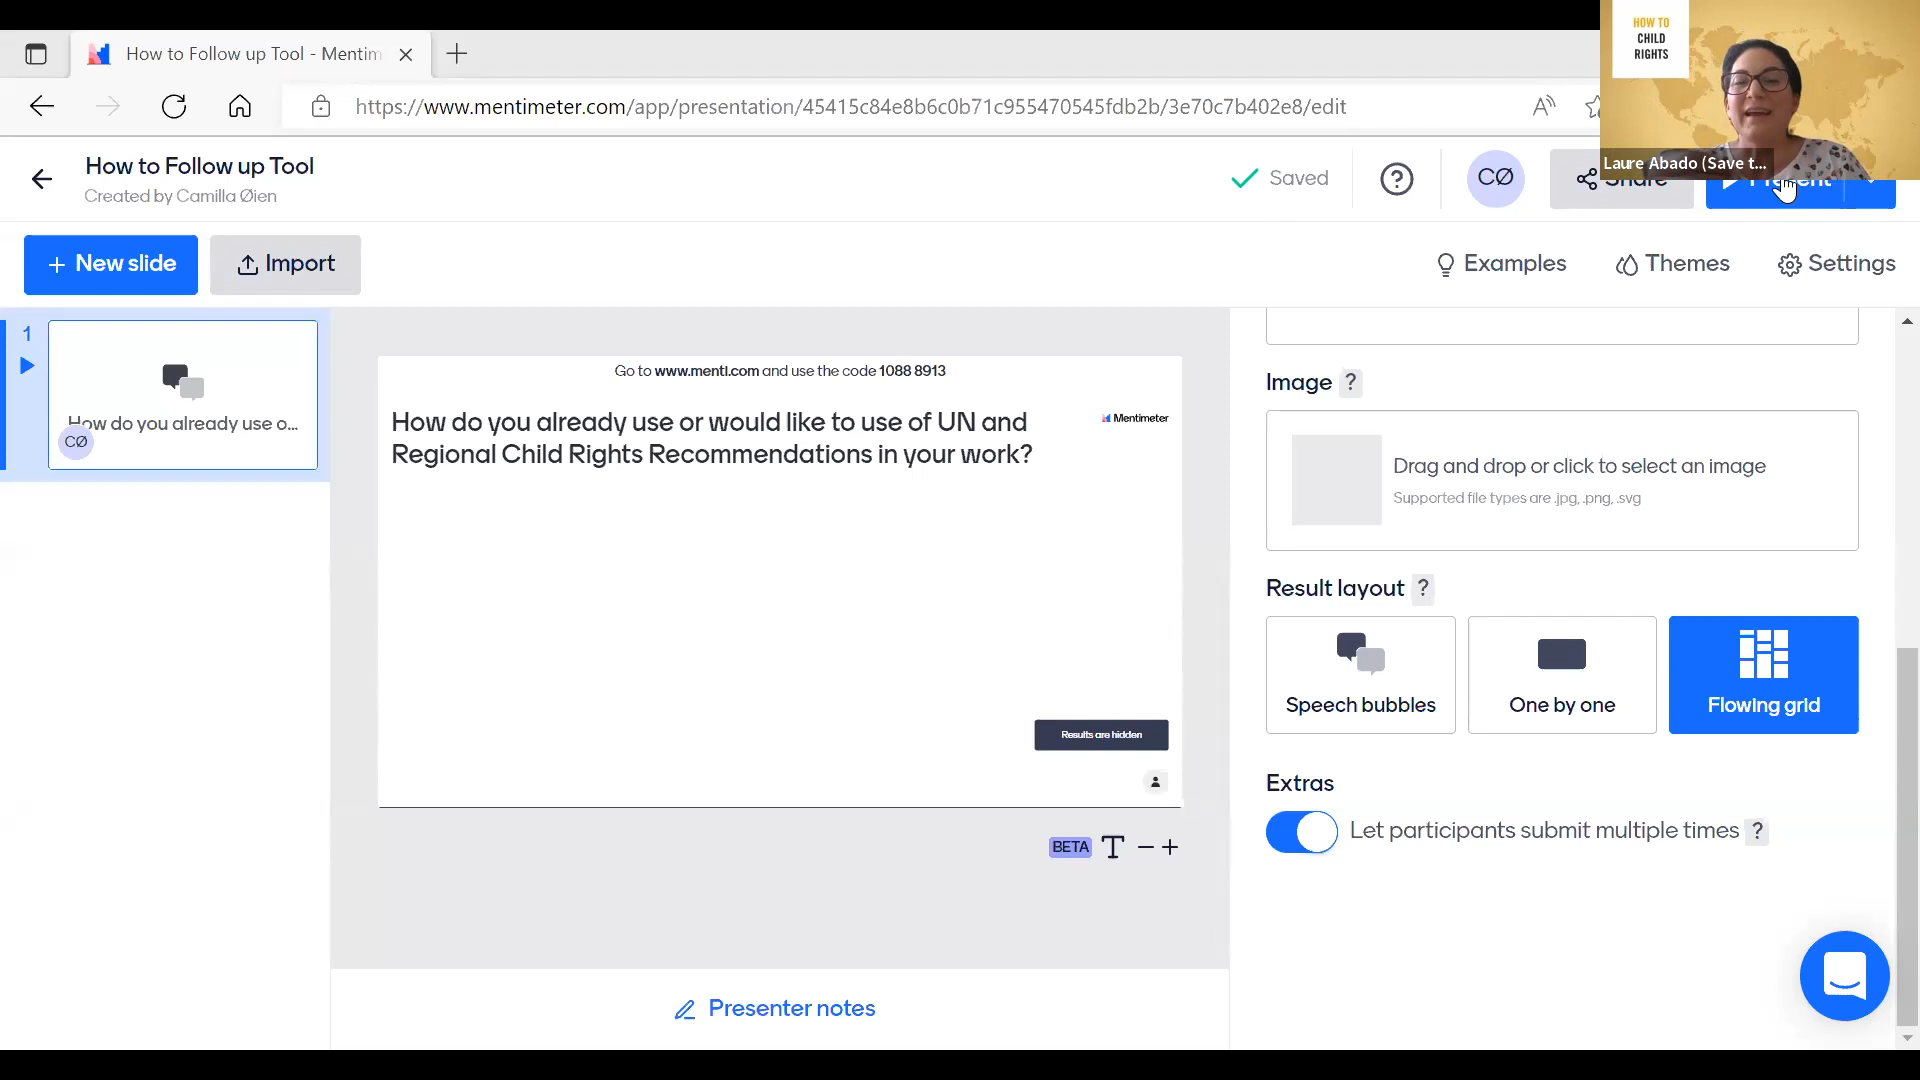 How to Follow up Tool - Mentim
https://www.mentimeter.com/app/presentation/45415c84e8b6c0b71c955470545fdb2b/3e70c7b402e8/edit
HOW TO
CHILD
RIGHTS
Laure Abado (Save t...
How to Follow up Tool
Created by Camilla Øien
Saved
CØ
Share
Present
New slide
Import
Examples
Themes
Settings
1
How do you already use o...
CØ
Go to www.menti.com and use the code 1088 8913
How do you already use or would like to use of UN and
Regional Child Rights Recommendations in your work?
Mentimeter
Results are hidden
BETA
Presenter notes
Image ?
Drag and drop or click to select an image
Supported file types are .jpg, .png, .svg
Result layout ?
Speech bubbles
One by one
Flowing grid
Extras
Let participants submit multiple times ?